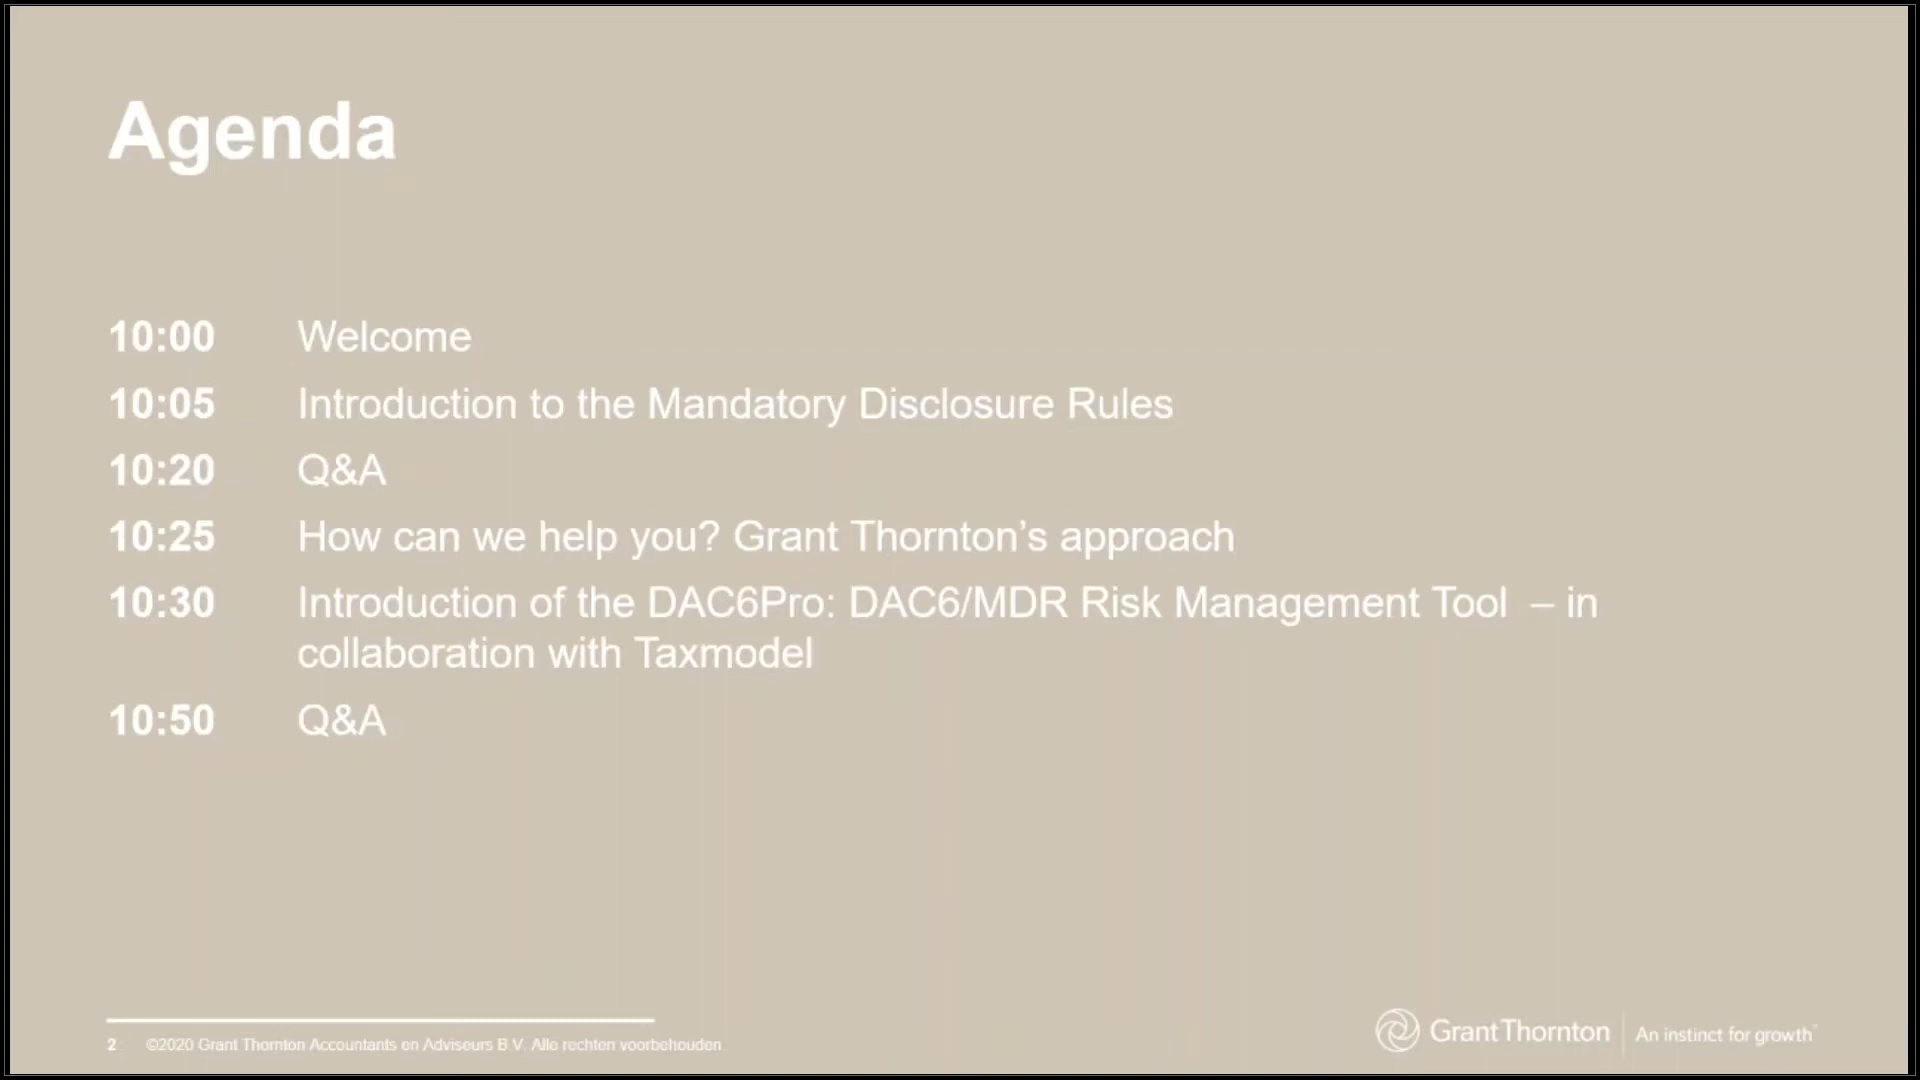 Agenda
10:00 Welcome
10:05 Introduction to the Mandatory Disclosure Rules
10:20 Q&A
10:25 How can we help you? Grant Thornton’s approach
10:30 Introduction of the DAC6Pro: DAC6/MDR Risk Management Tool – in
collaboration with Taxmodel
10:50 Q&A
2 ©2020 Grant Thornton Accountants en Adviseurs B.V. Alle rechten voorbehouden
Grant Thornton An instinct for growth